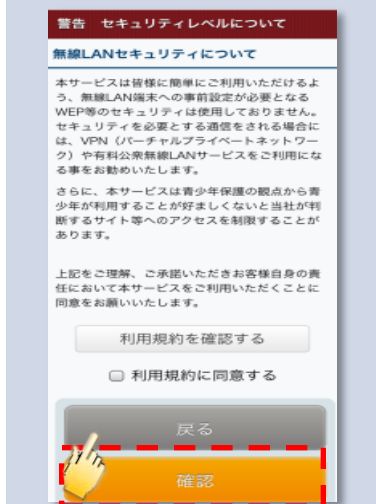 警告 セキュリティレベルについて
無線LANセキュリティについて
本サービスは皆様に簡単にご利用いただけるよ
う、無線LAN端末への事前設定が必要となる
WEP等のセキュリティは使用しておりません。
セキュリティを必要とする通信をされる場合に
は、VPN（バーチャルプライベートネットワー
ク）や有料公衆無線LANサービスをご利用にな
る事をお勧めいたします。
さらに、本サービスは青少年保護の観点から青
少年が利用することが好ましくないと当社が判
断するサイト等へのアクセスを制限することが
あります。
上記をご理解、ご承諾いただきお客様自身の責
任において本サービスをご利用いただくことに
同意をお願いいたします。
利用規約を確認する
利用規約に同意する
戻る
確認